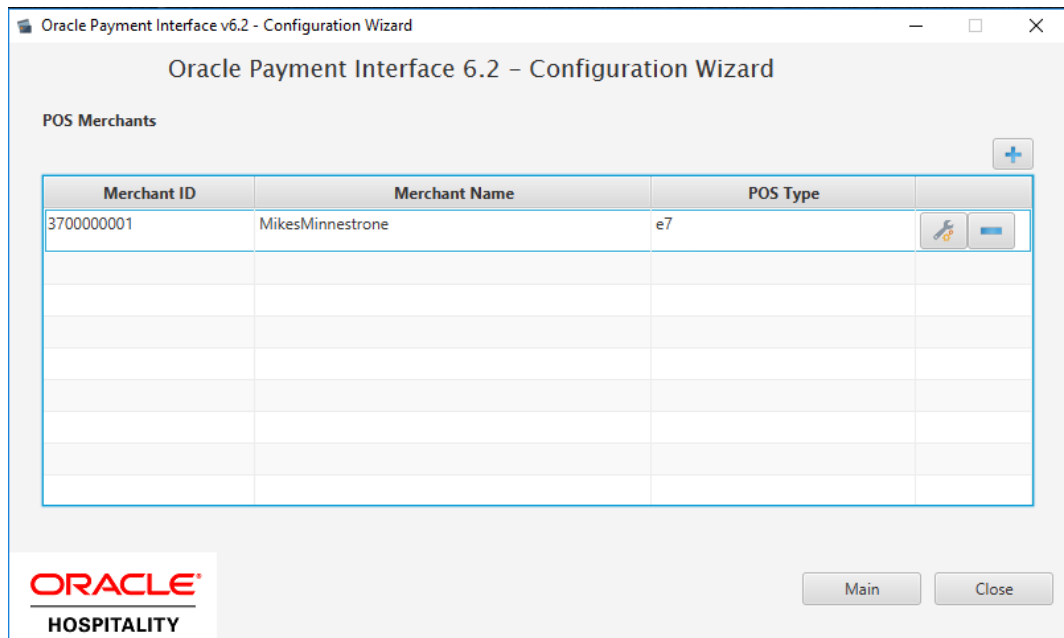 Oracle Payment Interface v6.2 - Configuration Wizard
Oracle Payment Interface 6.2 – Configuration Wizard
POS Merchants
Merchant ID Merchant Name POS Type
3700000001 MikesMinnestrone e7
Main Close
ORACLE®
HOSPITALITY